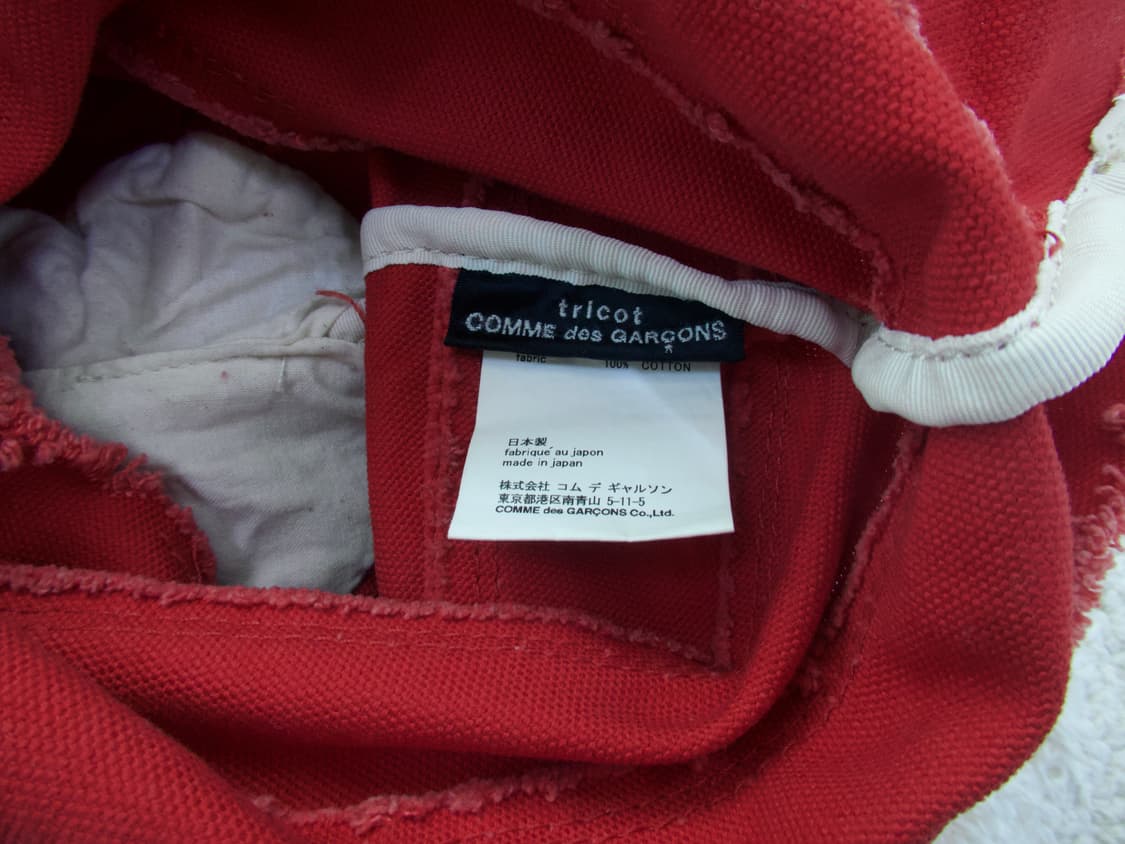 tricot
COMME des GARÇONS
fabric 100% COTTON
日本製
fabrique´au japon
made in japan
株式会社 コム デ ギャルソン
東京都港区南青山 5-11-5
COMME des GARÇONS Co.,Ltd.